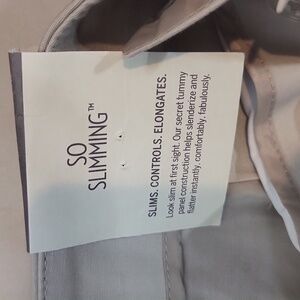 SO
SLIMMING™
SLIMS. CONTROLS. ELONGATES.
Look slim at first sight. Our secret tummy
panel construction helps slenderize and
flatter instantly, comfortably, fabulously.